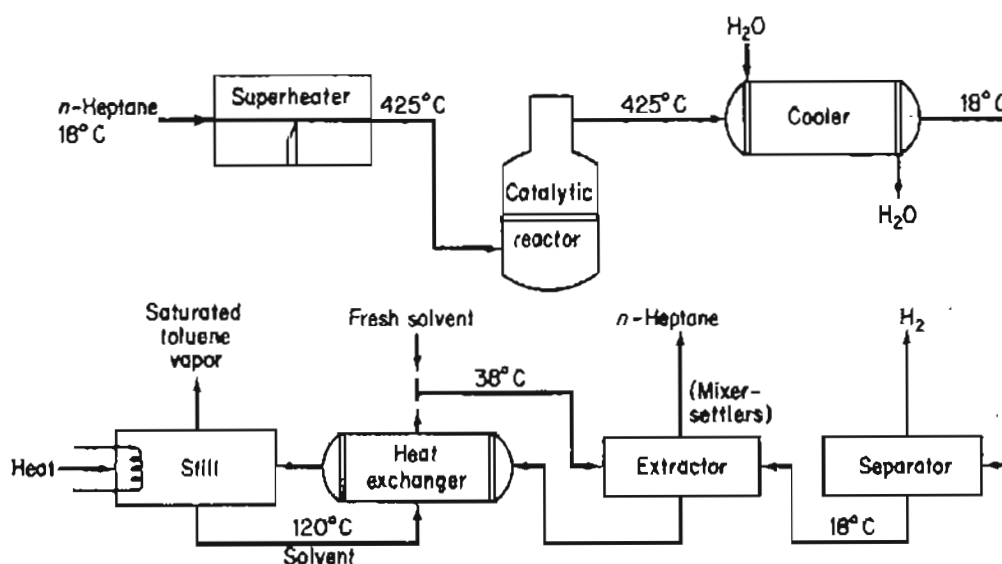 H₂O
n-Heptane
18°C
Superheater
425°C
425°C
Cooler
18°C
Catalytic
reactor
H₂O
Saturated
toluene
vapor
Fresh solvent
n-Heptane
H₂
38°C
(Mixer-
settlers)
Heat
Still
Heat
exchanger
Extractor
Separator
120°C
Solvent
18°C